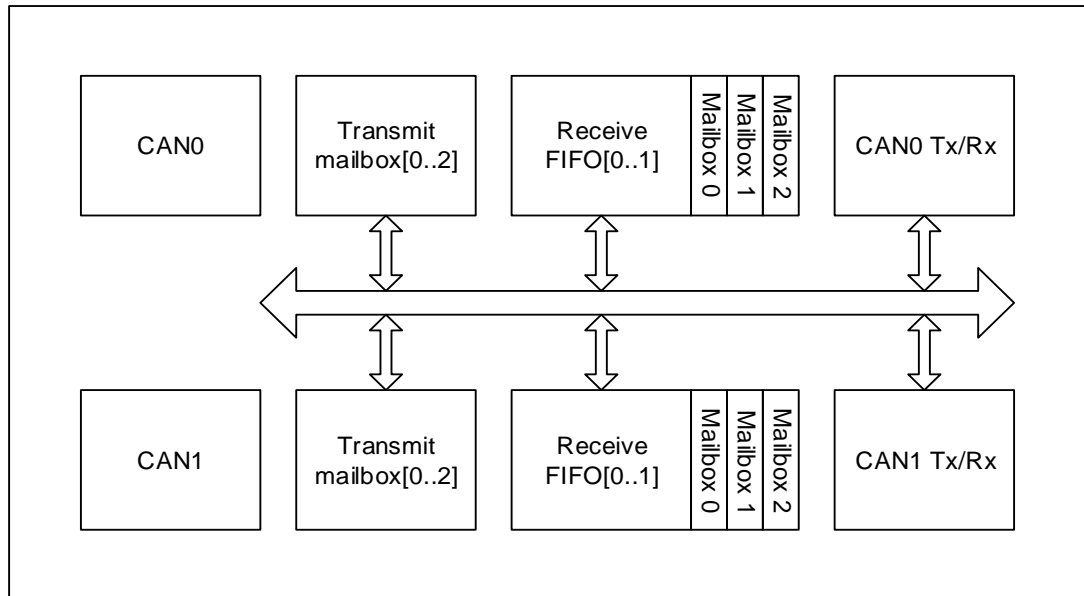 CAN0
Transmit
mailbox[0..2]
Receive
FIFO[0..1]
Mailbox 0
Mailbox 1
Mailbox 2
CAN0 Tx/Rx
CAN1
Transmit
mailbox[0..2]
Receive
FIFO[0..1]
Mailbox 0
Mailbox 1
Mailbox 2
CAN1 Tx/Rx